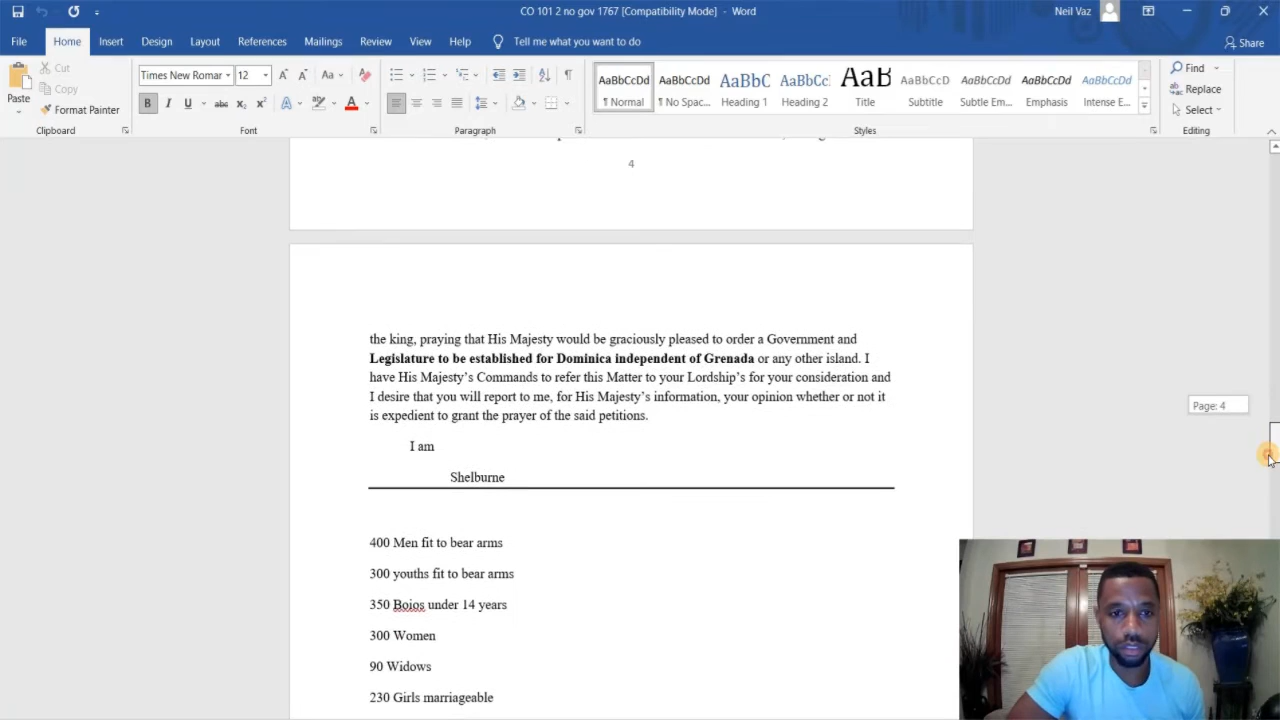 CO 101 2 no gov 1767 [Compatibility Mode] - Word
Neil Vaz
File Home Insert Design Layout References Mailings Review View Help Tell me what you want to do Share
Paste Cut Copy Format Painter
Clipboard
Times New Romar 12
Font
Paragraph
AaBbCcDd AaBbCcDd AaBbC AaBbCc AaB AaBbCcD AaBbCcDd AaBbCcDd AaBbCcDd
¶ Normal ¶ No Spac... Heading 1 Heading 2 Title Subtitle Subtle Em... Emphasis Intense E...
Styles
Find
Replace
Select
Editing
4
the king, praying that His Majesty would be graciously pleased to order a Government and
Legislature to be established for Dominica independent of Grenada or any other island. I
have His Majesty's Commands to refer this Matter to your Lordship's for your consideration and
I desire that you will report to me, for His Majesty's information, your opinion whether or not it
is expedient to grant the prayer of the said petitions.
I am
Shelburne
400 Men fit to bear arms
300 youths fit to bear arms
350 Boios under 14 years
300 Women
90 Widows
230 Girls marriageable
Page: 4